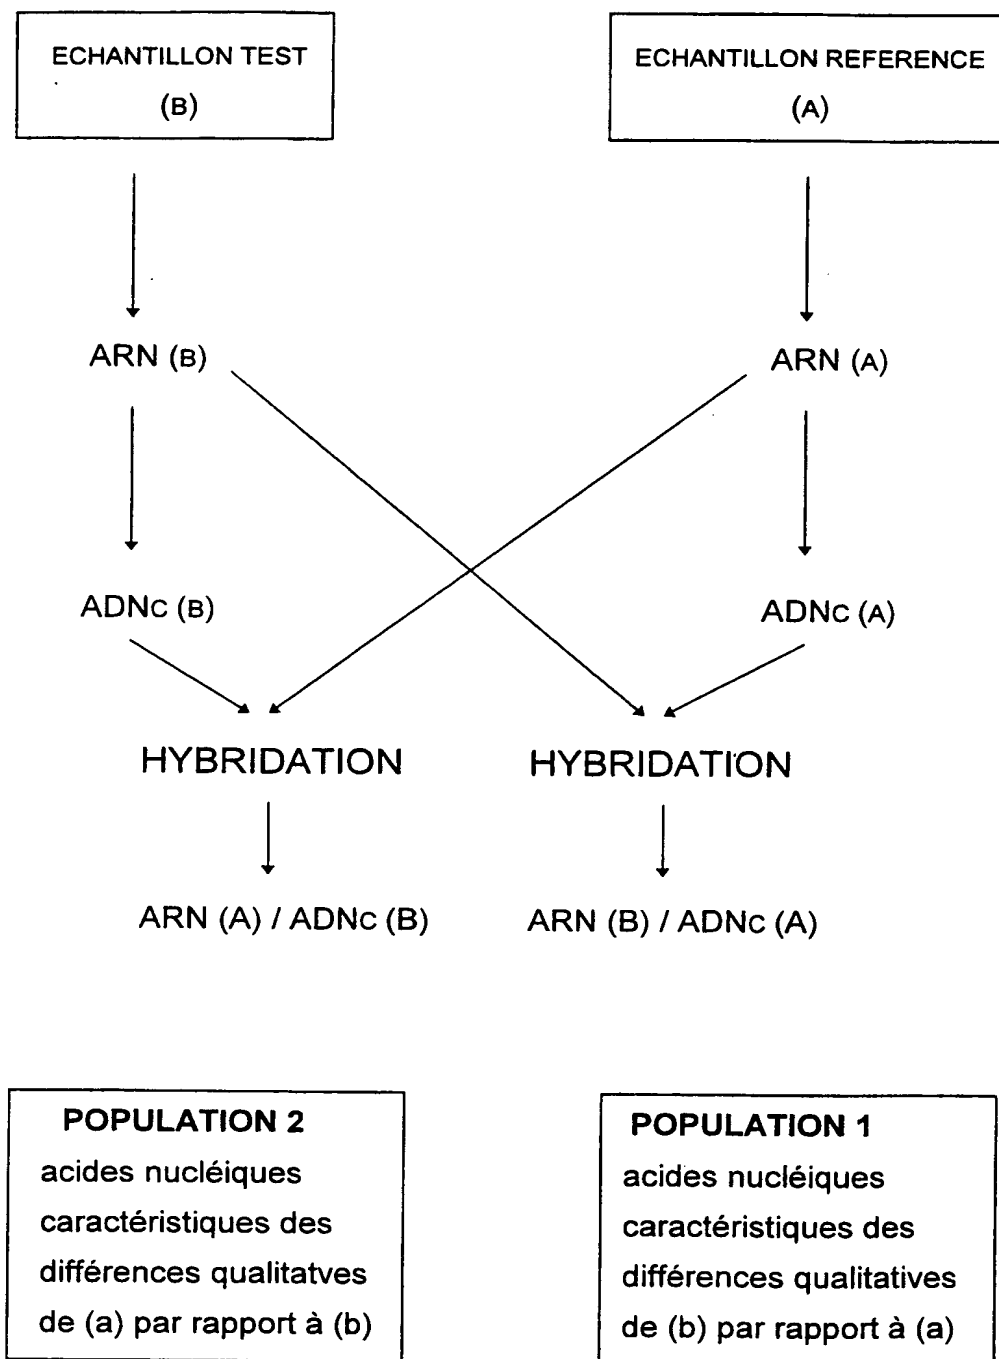 ECHANTILLON TEST
(B)
ECHANTILLON REFERENCE
(A)
ARN (B)
ARN (A)
ADNC (B)
ADNC (A)
HYBRIDATION
HYBRIDATION
ARN (A) / ADNC (B)
ARN (B) / ADNC (A)
POPULATION 2
acides nucléiques
caractéristiques des
différences qualitatves
de (a) par rapport à (b)
POPULATION 1
acides nucléiques
caractéristiques des
différences qualitatives
de (b) par rapport à (a)